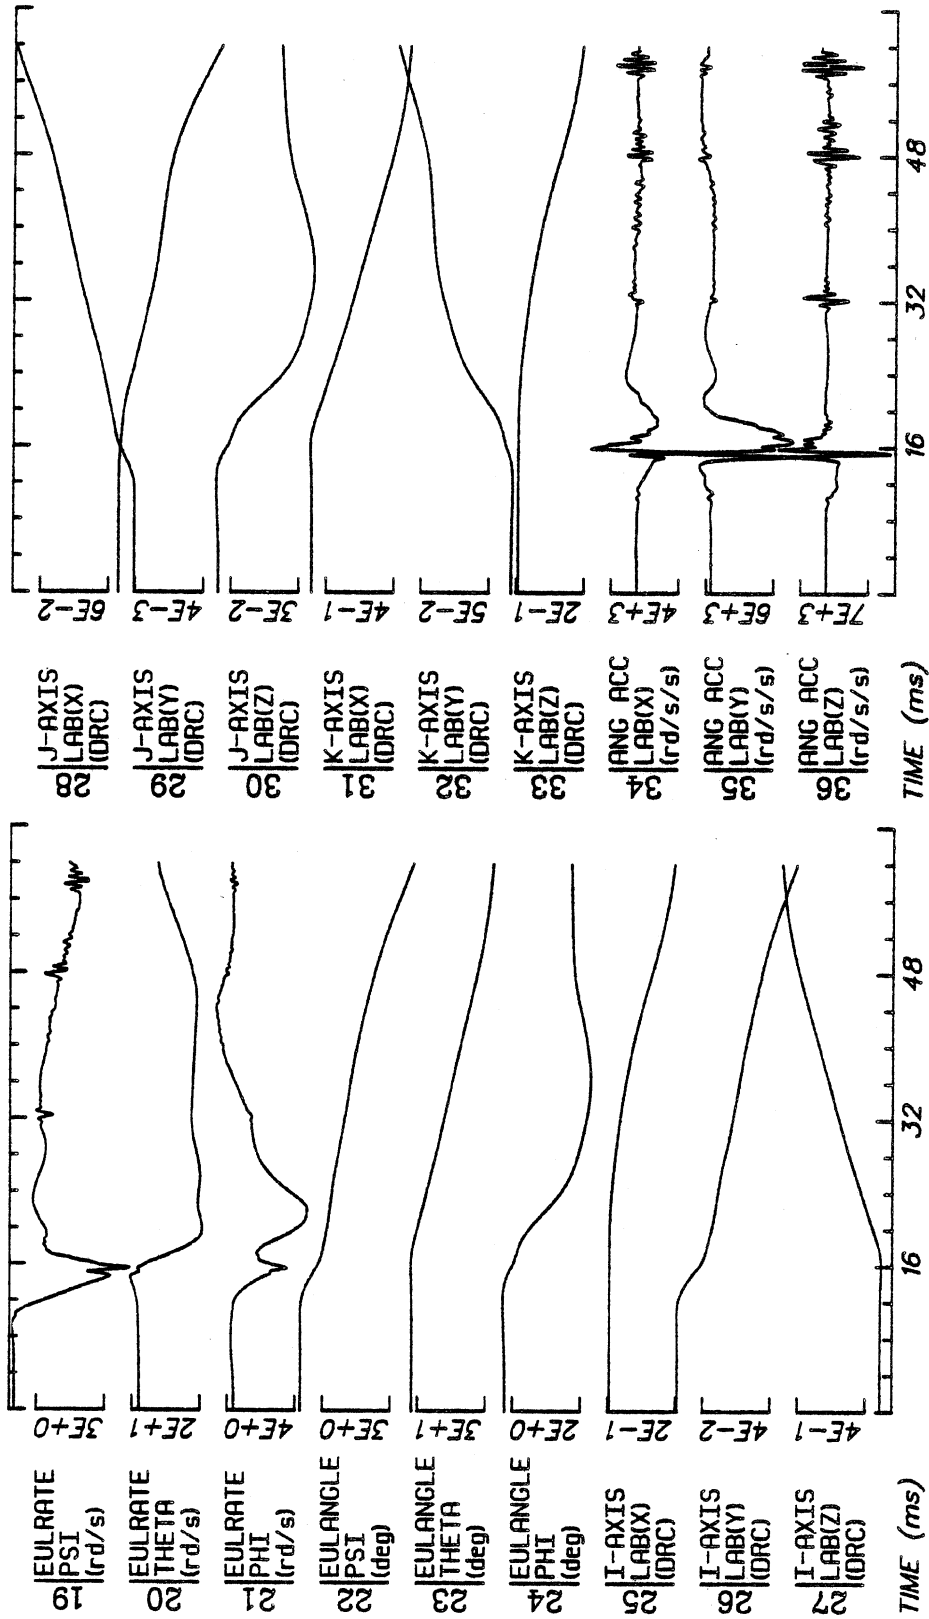 19
EULRATE
PSI
(rd/s)
3E+0
20
EULRATE
THETA
(rd/s)
2E+1
21
EULRATE
PHI
(rd/s)
4E+0
22
EULANGLE
PSI
(deg)
3E+0
23
EULANGLE
THETA
(deg)
3E+1
24
EULANGLE
PHI
(deg)
2E+0
25
I-AXIS
LAB(X)
(DRC)
2E-1
26
I-AXIS
LAB(Y)
(DRC)
4E-2
27
I-AXIS
LAB(Z)
(DRC)
4E-1
TIME (ms)
16
32
48
28
J-AXIS
LAB(X)
(DRC)
6E-2
29
J-AXIS
LAB(Y)
(DRC)
4E-3
30
J-AXIS
LAB(Z)
(DRC)
3E-2
31
K-AXIS
LAB(X)
(DRC)
4E-1
32
K-AXIS
LAB(Y)
(DRC)
5E-2
33
K-AXIS
LAB(Z)
(DRC)
2E-1
34
ANG ACC
LAB(X)
(rd/s/s)
4E+3
35
ANG ACC
LAB(Y)
(rd/s/s)
6E+3
36
ANG ACC
LAB(Z)
(rd/s/s)
7E+3
TIME (ms)
16
32
48